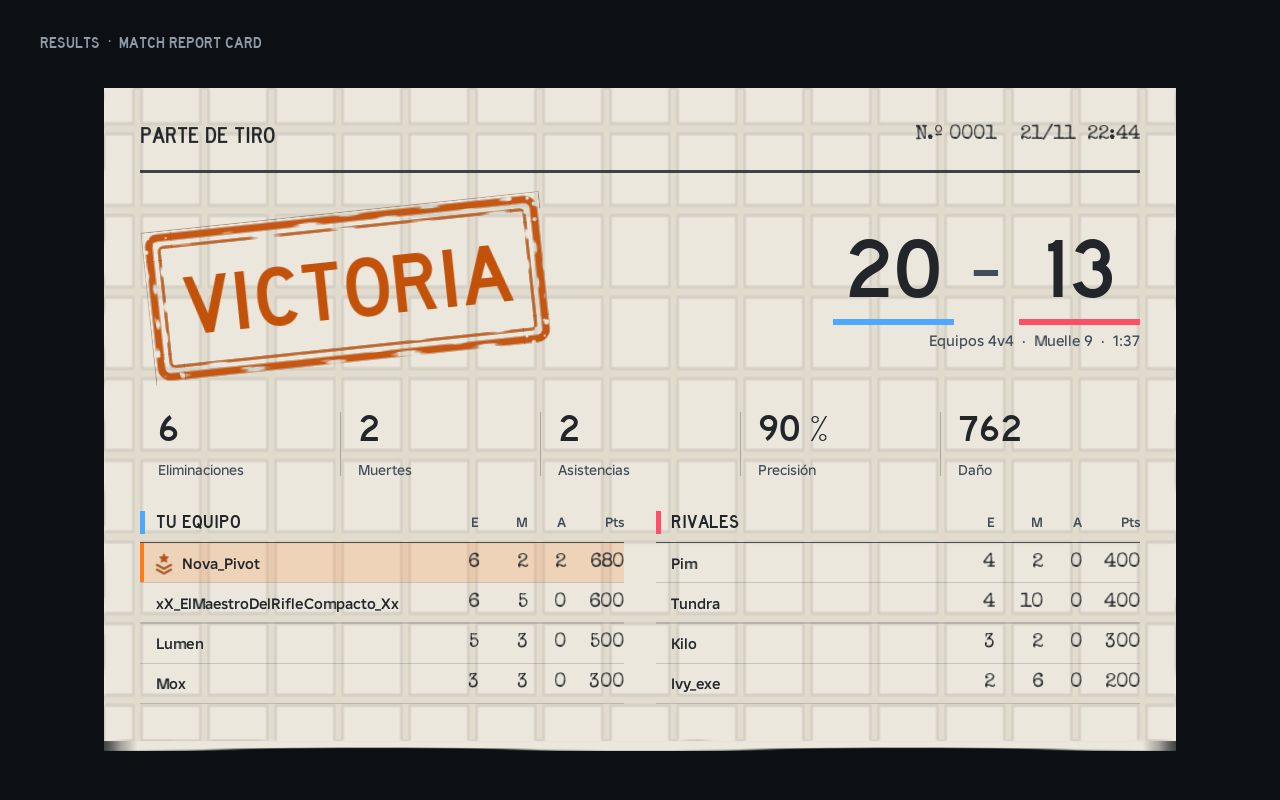 RESULTS · MATCH REPORT CARD
PARTE DE TIRO
N.º 0001 21/11 22:44
VICTORIA
20 – 13
Equipos 4v4 · Muelle 9 · 1:37
6 2 2 90 % 762
Eliminaciones Muertes Asistencias Precisión Daño
TU EQUIPO E M A Pts
Nova_Pivot 6 2 2 680
xX_ElMaestroDelRifleCompacto_Xx 6 5 0 600
Lumen 5 3 0 500
Mox 3 3 0 300
RIVALES E M A Pts
Pim 4 2 0 400
Tundra 4 10 0 400
Kilo 3 2 0 300
Ivy_exe 2 6 0 200